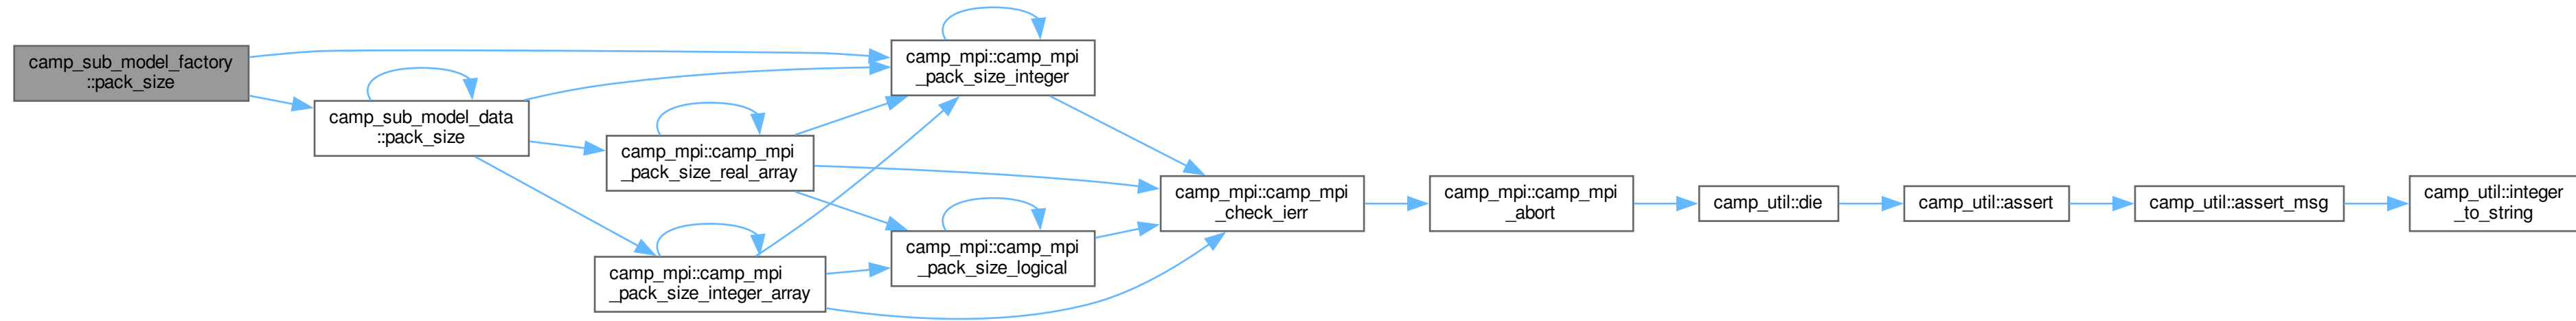 camp_sub_model_factory
::pack_size
camp_sub_model_data
::pack_size
camp_mpi::camp_mpi
_pack_size_integer
camp_mpi::camp_mpi
_pack_size_real_array
camp_mpi::camp_mpi
_pack_size_integer_array
camp_mpi::camp_mpi
_pack_size_logical
camp_mpi::camp_mpi
_check_ierr
camp_mpi::camp_mpi
_abort
camp_util::die
camp_util::assert
camp_util::assert_msg
camp_util::integer
_to_string